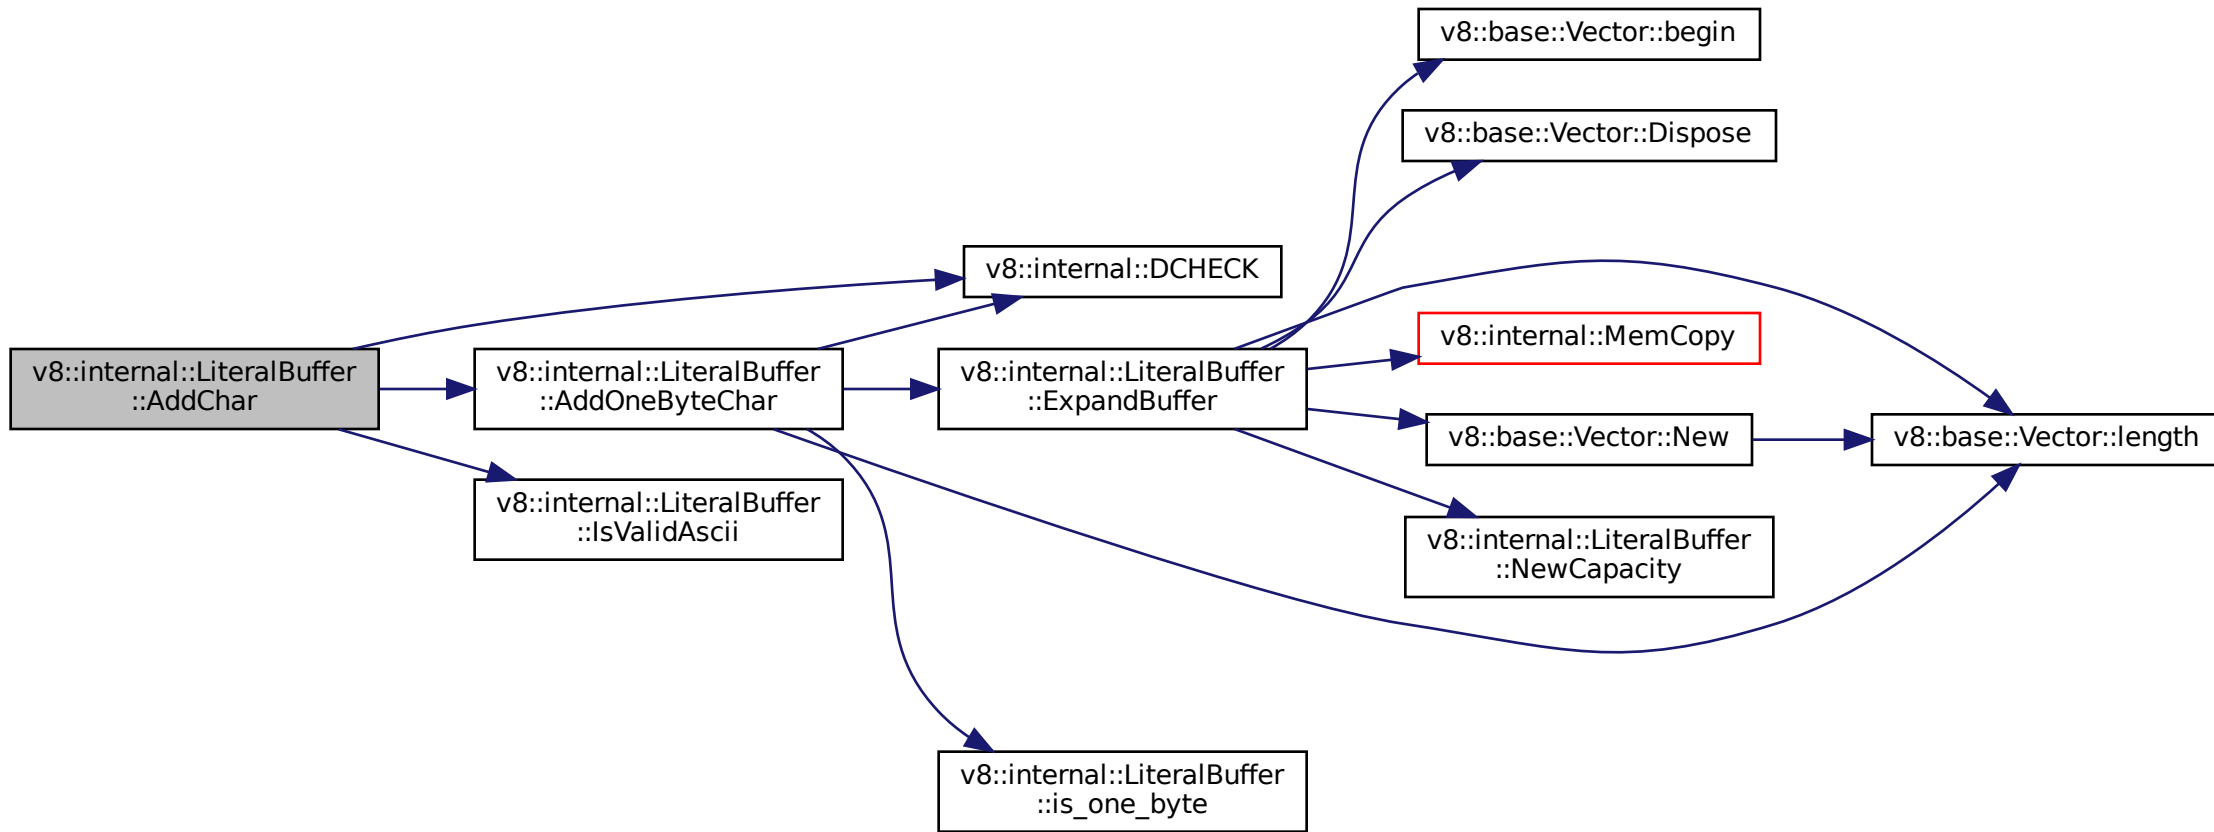 v8::base::Vector::begin
v8::base::Vector::Dispose
v8::internal::DCHECK
v8::internal::MemCopy
v8::internal::LiteralBuffer
::AddChar
v8::internal::LiteralBuffer
::AddOneByteChar
v8::internal::LiteralBuffer
::ExpandBuffer
v8::base::Vector::New
v8::base::Vector::length
v8::internal::LiteralBuffer
::IsValidAscii
v8::internal::LiteralBuffer
::NewCapacity
v8::internal::LiteralBuffer
::is_one_byte